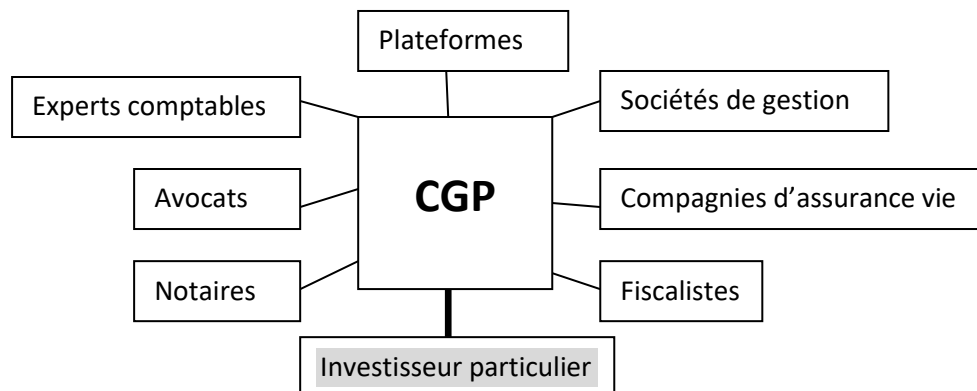 Plateformes
Experts comptables
Sociétés de gestion
Avocats
CGP
Compagnies d’assurance vie
Notaires
Fiscalistes
Investisseur particulier